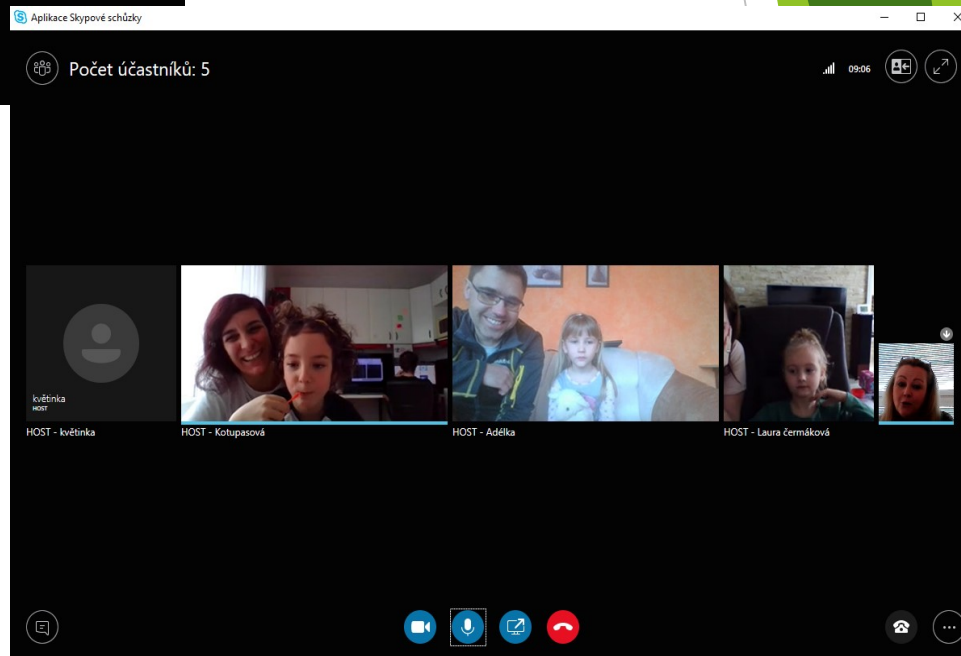 Aplikace Skypové schůzky
Počet účastníků: 5
09:06
květinka
HOST
HOST - květinka
HOST - Kotupasová
HOST - Adélka
HOST - Laura čermáková